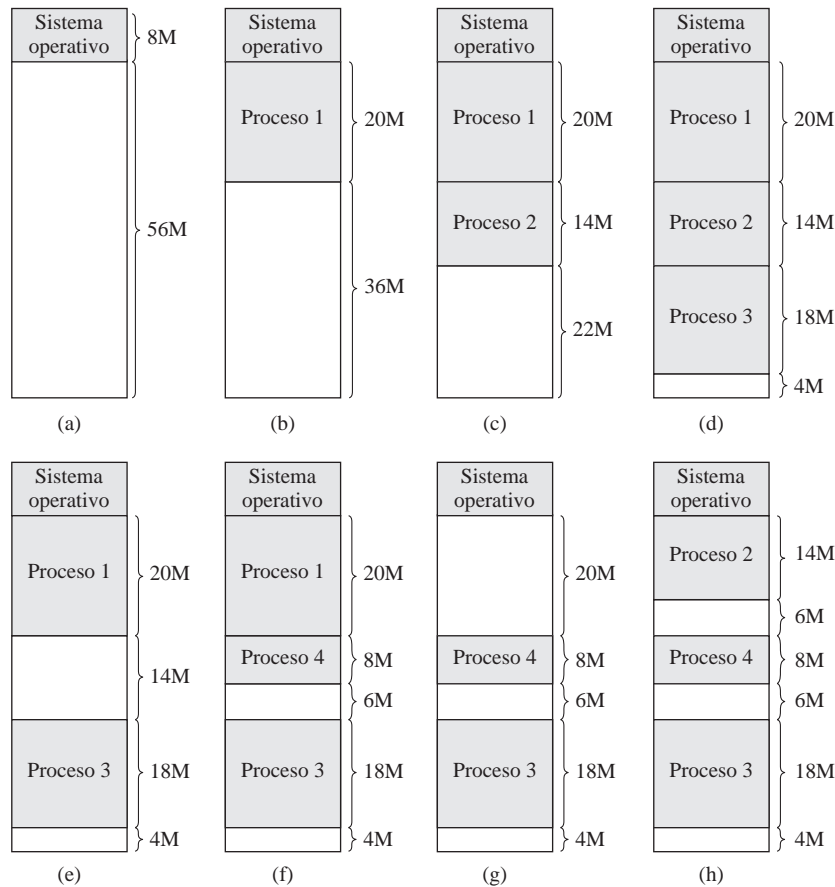 Sistema
operativo
8M
56M
(a)
Sistema
operativo
Proceso 1
20M
36M
(b)
Sistema
operativo
Proceso 1
20M
Proceso 2
14M
22M
(c)
Sistema
operativo
Proceso 1
20M
Proceso 2
14M
Proceso 3
18M
4M
(d)
Sistema
operativo
Proceso 1
20M
14M
Proceso 3
18M
4M
(e)
Sistema
operativo
Proceso 1
20M
Proceso 4
8M
6M
Proceso 3
18M
4M
(f)
Sistema
operativo
20M
Proceso 4
8M
6M
Proceso 3
18M
4M
(g)
Sistema
operativo
Proceso 2
14M
6M
Proceso 4
8M
6M
Proceso 3
18M
4M
(h)